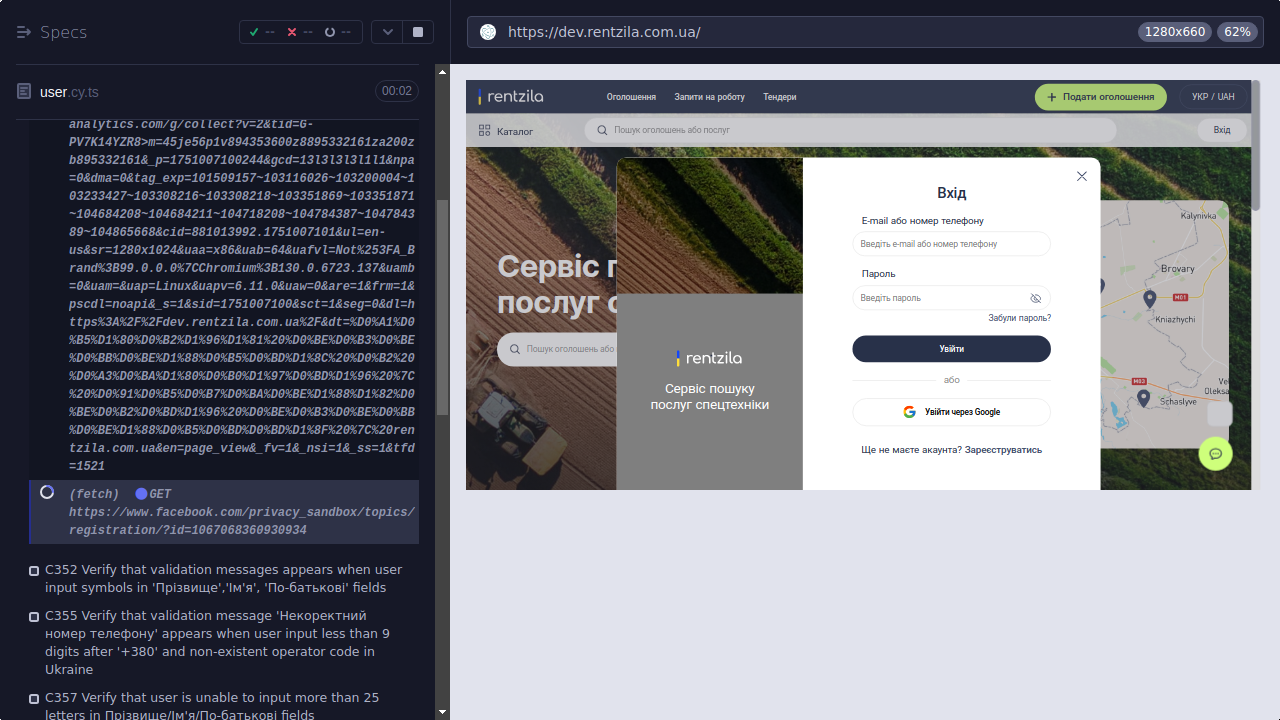 Specs
--
--
--
https://dev.rentzila.com.ua/
1280x660
62%
user.cy.ts
00:02
analytics.com/g/collect?v=2&tid=G-
PV7K14YZR8>m=45je56p1v894353600z8895332161za200z
b895332161&_p=1751007100244&gcd=13l3l3l3l1l1&npa
=0&dma=0&tag_exp=101509157~103116026~103200004~1
03233427~103308216~103308218~103351869~103351871
~104684208~104684211~104718208~104784387~1047843
89~104865668&cid=881013992.1751007101&ul=en-
us&sr=1280x1024&uaa=x86&uab=64&uafvl=Not%253FA_B
rand%3B99.0.0.0%7CChromium%3B130.0.6723.137&uamb
=0&uam=&uap=Linux&uapv=6.11.0&uaw=0&are=1&frm=1&
pscdl=noapi&_s=1&sid=1751007100&sct=1&seg=0&dl=h
ttps%3A%2F%2Fdev.rentzila.com.ua%2F&dt=%D0%A1%D0
%B5%D1%80%D0%B2%D1%96%D1%81%20%D0%BE%D0%B3%D0%BE
%D0%BB%D0%BE%D1%88%D0%B5%D0%BD%D1%8C%20%D0%B2%20
%D0%A3%D0%BA%D1%80%D0%B0%D1%97%D0%BD%D1%96%20%7C
%20%D0%91%D0%B5%D0%B7%D0%BA%D0%BE%D1%88%D1%82%D0
%BE%D0%B2%D0%BD%D1%96%20%D0%BE%D0%B3%D0%BE%D0%BB
%D0%BE%D1%88%D0%B5%D0%BD%D0%BD%D1%8F%20%7C%20ren
tzila.com.ua&en=page_view&_fv=1&_nsi=1&_ss=1&tfd
=1521
(fetch) GET
https://www.facebook.com/privacy_sandbox/topics/
registration/?id=1067068360930934
C352 Verify that validation messages appears when user
input symbols in 'Прізвище','Ім'я', 'По-батькові' fields
C355 Verify that validation message 'Некоректний
номер телефону' appears when user input less than 9
digits after '+380' and non-existent operator code in
Ukraine
C357 Verify that user is unable to input more than 25
letters in Прізвище/Ім'я/По-батькові fields
rentzila
Оголошення
Запити на роботу
Тендери
Подати оголошення
УКР / UAH
Каталог
Пошук оголошень або послуг
Вхід
Сервіс п
послуг с
Пошук оголошень або
rentzila
Сервіс пошуку
послуг спецтехніки
Вхід
E-mail або номер телефону
Введіть e-mail або номер телефону
Пароль
Введіть пароль
Забули пароль?
Увійти
або
Увійти через Google
Ще не маєте акаунта? Зареєструватись
Kalynivka
Brovary
M01
Kniazhychi
M03
Vel
Oleksa
Schaslyve